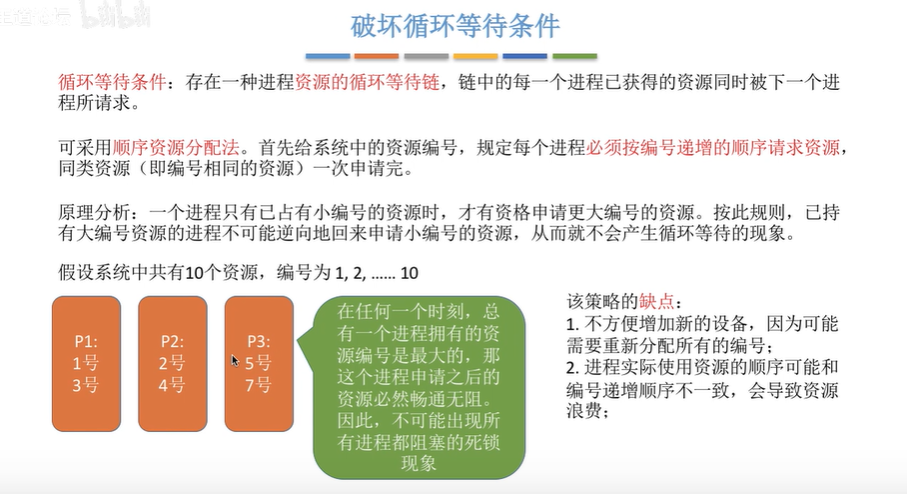 bilibili
破坏循环等待条件
循环等待条件：存在一种进程资源的循环等待链，链中的每一个进程已获得的资源同时被下一个进
程所请求。
可采用顺序资源分配法。首先给系统中的资源编号，规定每个进程必须按编号递增的顺序请求资源，
同类资源（即编号相同的资源）一次申请完。
原理分析：一个进程只有已占有小编号的资源时，才有资格申请更大编号的资源。按此规则，已持
有大编号资源的进程不可能逆向地回来申请小编号的资源，从而就不会产生循环等待的现象。
假设系统中共有10个资源，编号为 1, 2, …… 10
P1:
1号
3号
P2:
2号
4号
P3:
5号
7号
在任何一个时刻，总
有一个进程拥有的资
源编号是最大的，那
这个进程申请之后的
资源必然畅通无阻。
因此，不可能出现所
有进程都阻塞的死锁
现象
该策略的缺点：
1. 不方便增加新的设备，因为可能
需要重新分配所有的编号；
2. 进程实际使用资源的顺序可能和
编号递增顺序不一致，会导致资源
浪费；